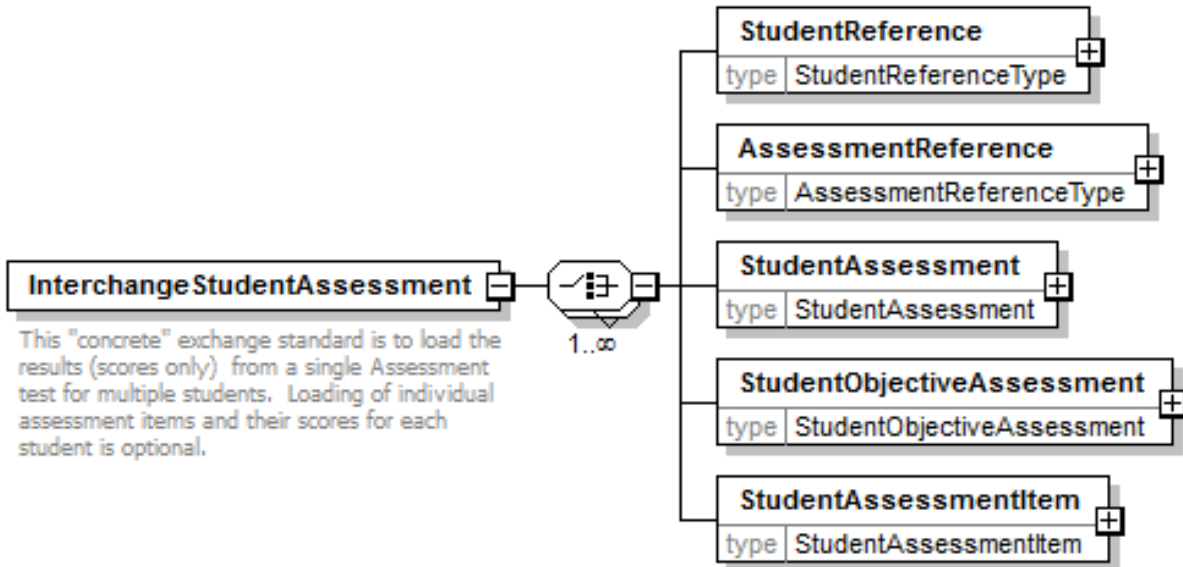 StudentReference
type StudentReferenceType
AssessmentReference
type AssessmentReferenceType
StudentAssessment
type StudentAssessment
InterchangeStudentAssessment
1..∞
This "concrete" exchange standard is to load the
results (scores only)  from a single Assessment
test for multiple students.  Loading of individual
assessment items and their scores for each
student is optional.
StudentObjectiveAssessment
type StudentObjectiveAssessment
StudentAssessmentItem
type StudentAssessmentItem